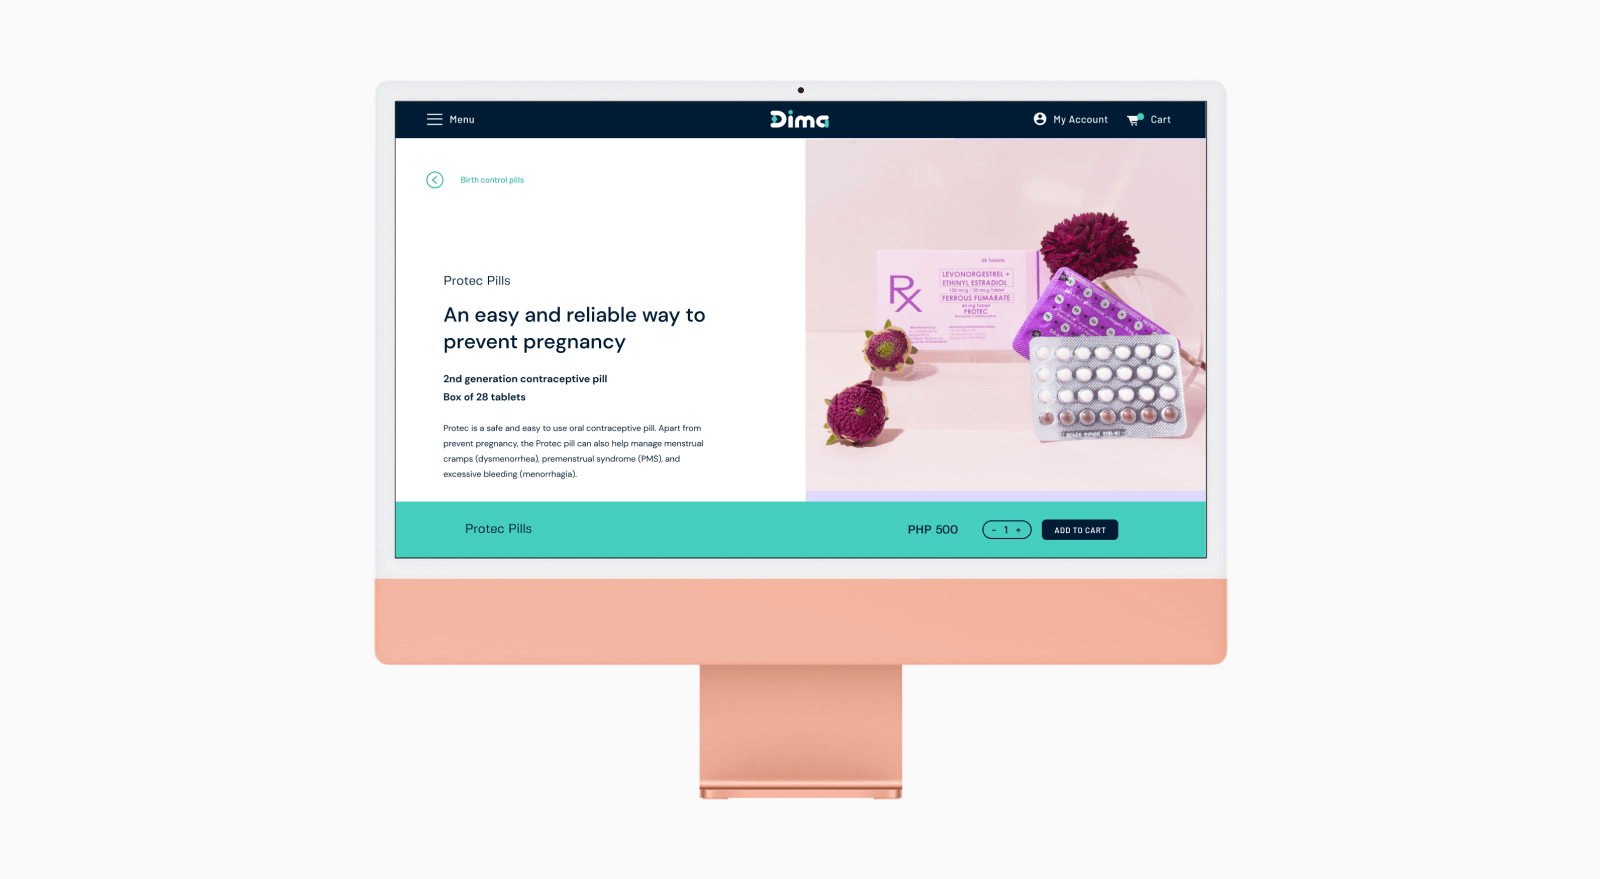 Menu
Dima
My Account
Cart
Birth control pills
Protec Pills
An easy and reliable way to
prevent pregnancy
2nd generation contraceptive pill
Box of 28 tablets
Protec is a safe and easy to use oral contraceptive pill. Apart from
prevent pregnancy, the Protec pill can also help manage menstrual
cramps (dysmenorrhea), premenstrual syndrome (PMS), and
excessive bleeding (menorrhagia).
28 Tablets
Rx
LEVONORGESTREL +
ETHINYL ESTRADIOL
150 mcg / 30 mcg Tablet
FERROUS FUMARATE
60 mg Tablet
PROTEC
Hormonal Contraceptive
Protec Pills
PHP 500
- 1 +
ADD TO CART